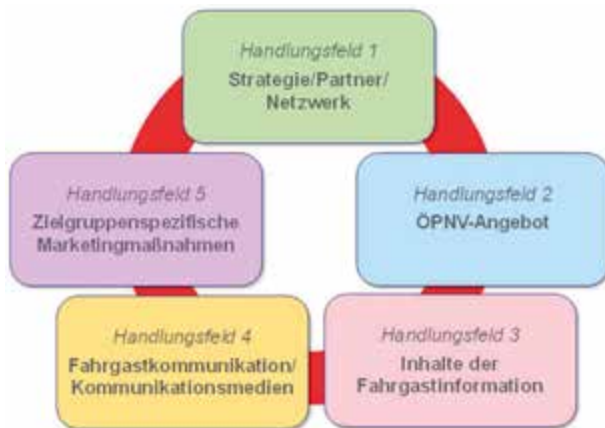 Handlungsfeld 1
Strategie/Partner/
Netzwerk
Handlungsfeld 2
ÖPNV-Angebot
Handlungsfeld 3
Inhalte der
Fahrgastinformation
Handlungsfeld 4
Fahrgastkommunikation/
Kommunikationsmedien
Handlungsfeld 5
Zielgruppenspezifische
Marketingmaßnahmen